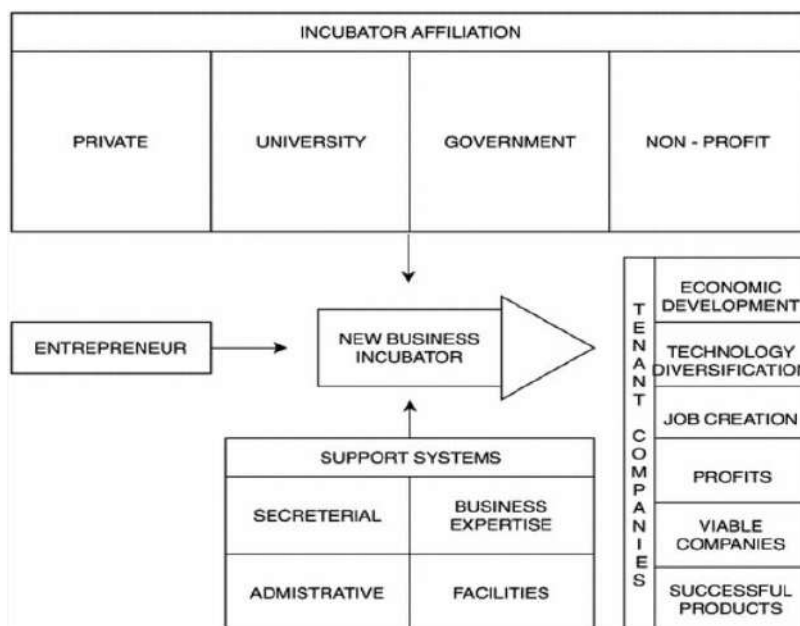 INCUBATOR AFFILIATION
PRIVATE
UNIVERSITY
GOVERNMENT
NON - PROFIT
ENTREPRENEUR
NEW BUSINESS
INCUBATOR
SUPPORT SYSTEMS
SECRETERIAL
BUSINESS
EXPERTISE
ADMISTRATIVE
FACILITIES
TENANT COMPANIES
ECONOMIC
DEVELOPMENT
TECHNOLOGY
DIVERSIFICATION
JOB CREATION
PROFITS
VIABLE
COMPANIES
SUCCESSFUL
PRODUCTS